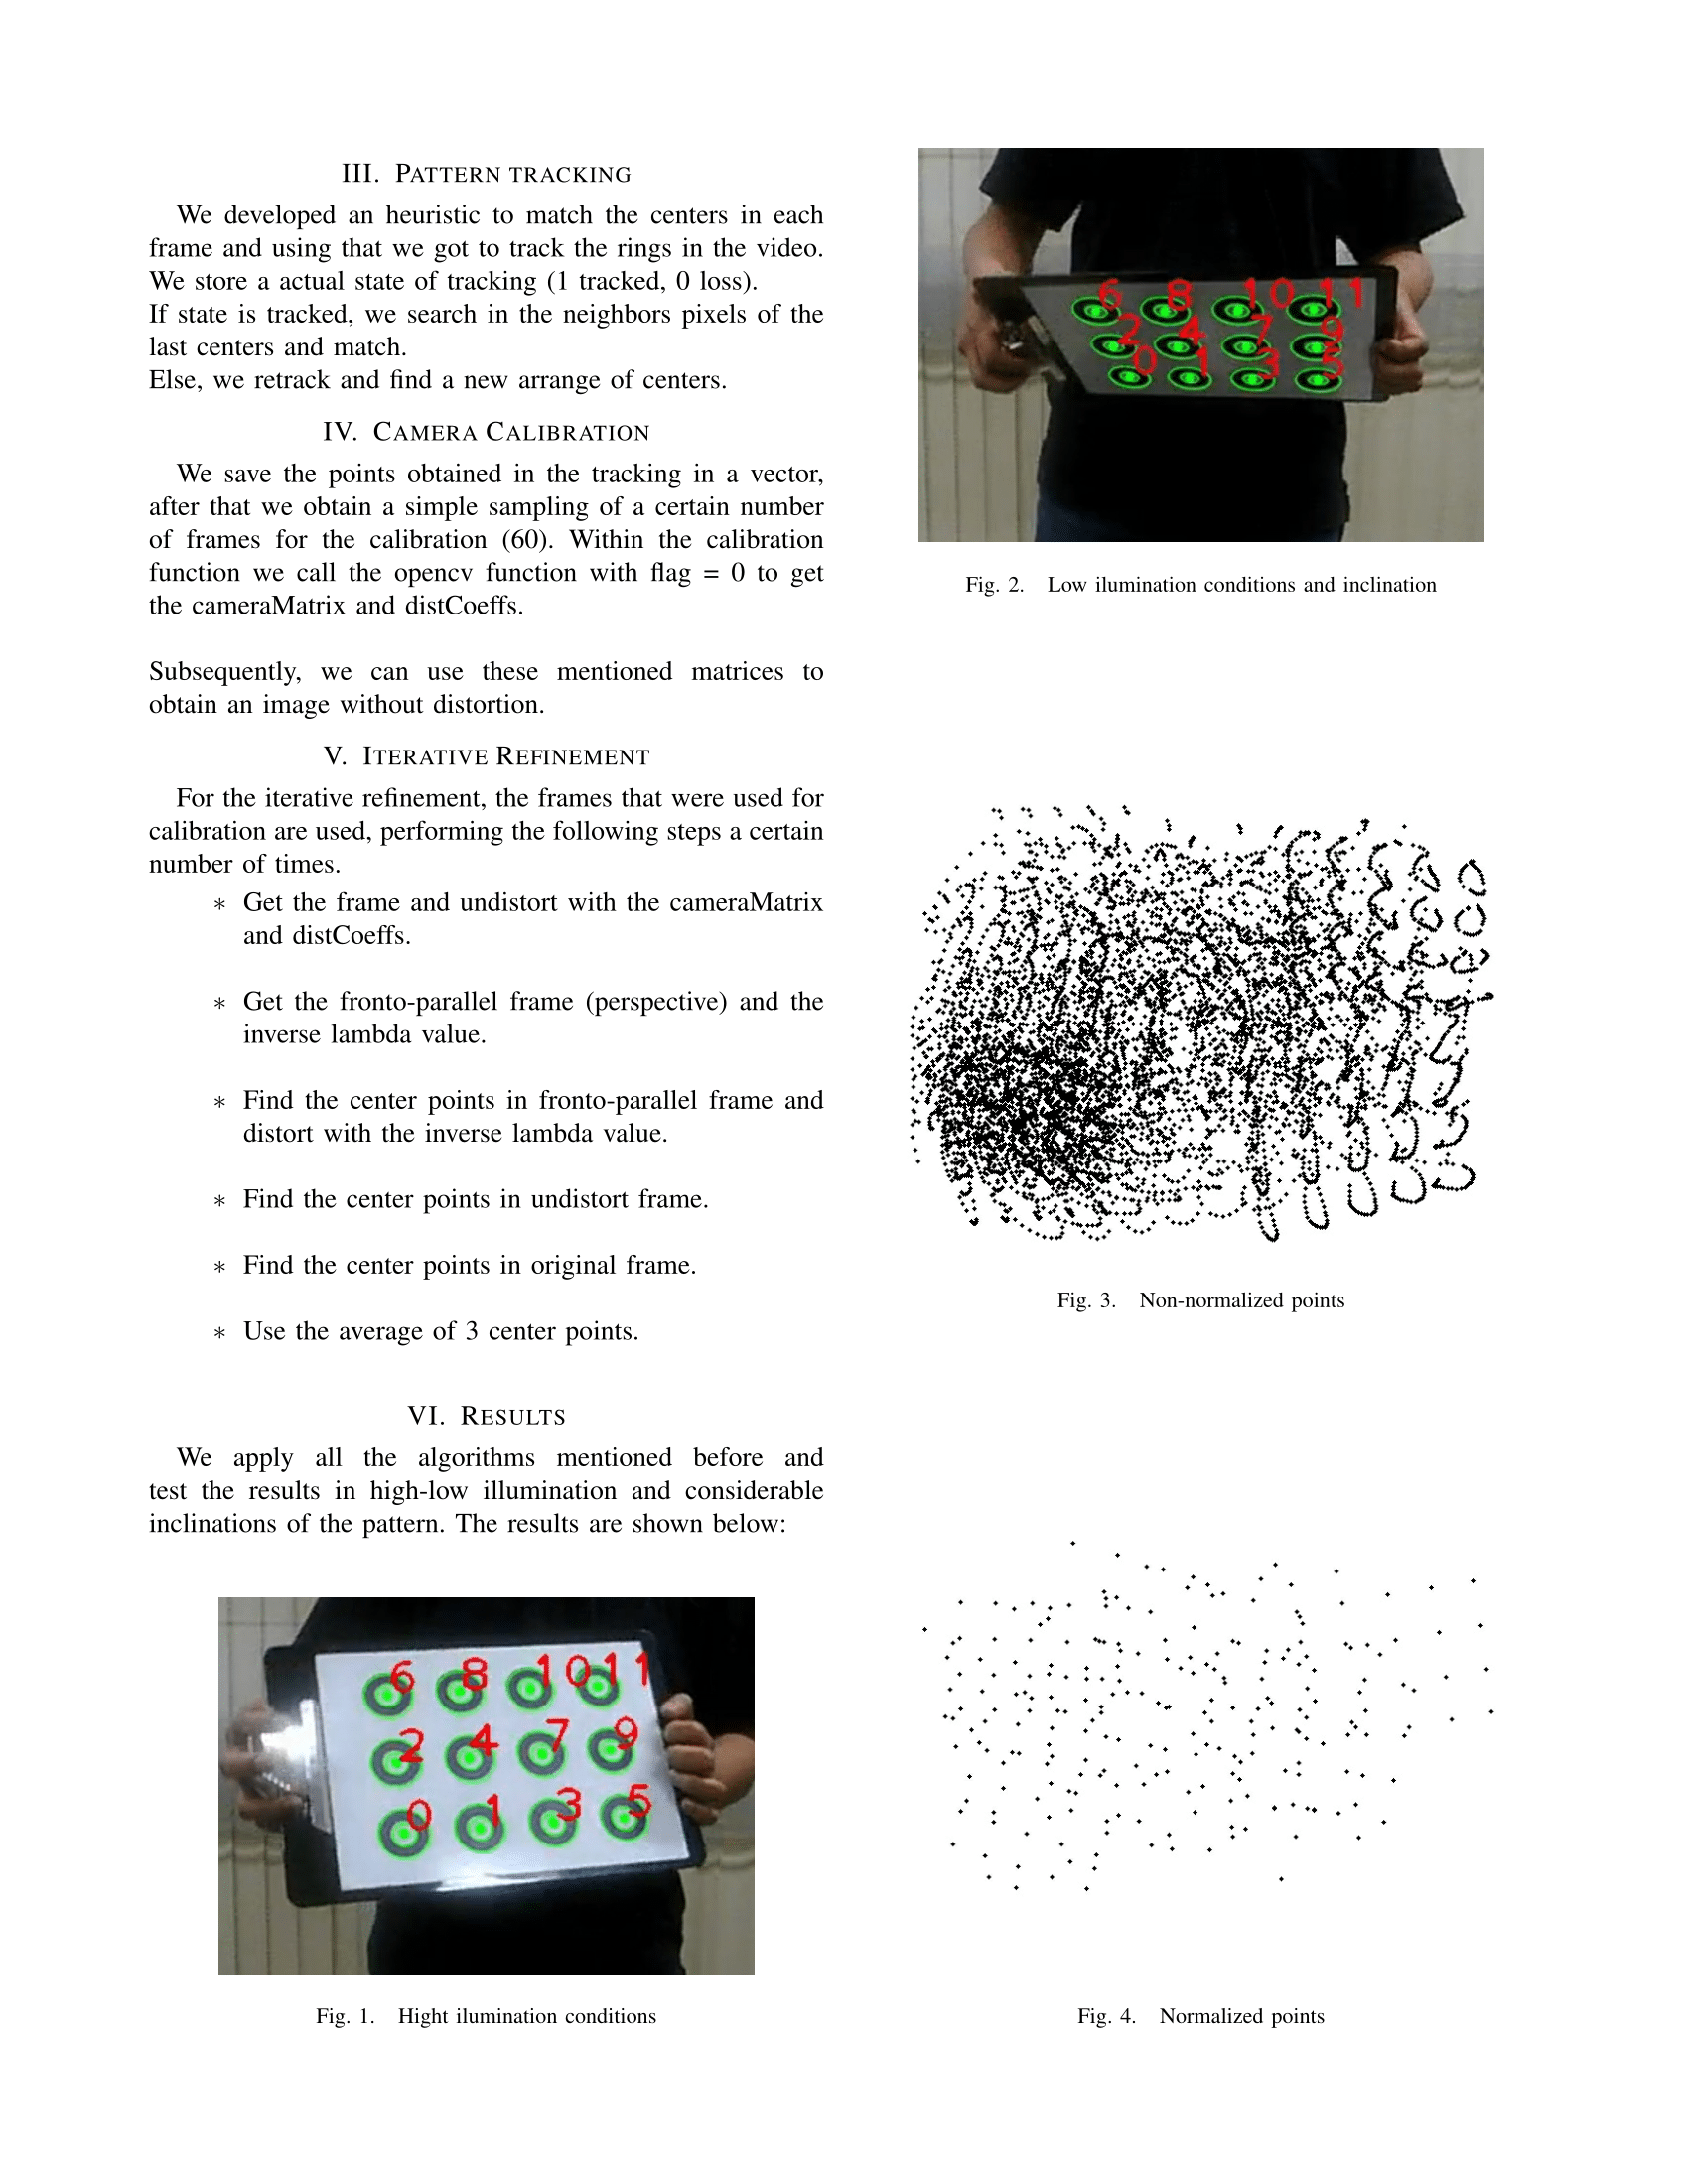 III. PATTERN TRACKING
We developed an heuristic to match the centers in each
frame and using that we got to track the rings in the video.
We store a actual state of tracking (1 tracked, 0 loss).
If state is tracked, we search in the neighbors pixels of the
last centers and match.
Else, we retrack and find a new arrange of centers.
IV. CAMERA CALIBRATION
We save the points obtained in the tracking in a vector,
after that we obtain a simple sampling of a certain number
of frames for the calibration (60). Within the calibration
function we call the opencv function with flag = 0 to get
the cameraMatrix and distCoeffs.
Subsequently, we can use these mentioned matrices to
obtain an image without distortion.
V. ITERATIVE REFINEMENT
For the iterative refinement, the frames that were used for
calibration are used, performing the following steps a certain
number of times.
* Get the frame and undistort with the cameraMatrix
and distCoeffs.
* Get the fronto-parallel frame (perspective) and the
inverse lambda value.
* Find the center points in fronto-parallel frame and
distort with the inverse lambda value.
* Find the center points in undistort frame.
* Find the center points in original frame.
* Use the average of 3 center points.
VI. RESULTS
We apply all the algorithms mentioned before and
test the results in high-low illumination and considerable
inclinations of the pattern. The results are shown below:
6 8 10 11
2 4 7 9
0 1 3 5
Fig. 1. Hight ilumination conditions
6 8 10 11
2 4 7 9
0 1 3 5
Fig. 2. Low ilumination conditions and inclination
Fig. 3. Non-normalized points
Fig. 4. Normalized points